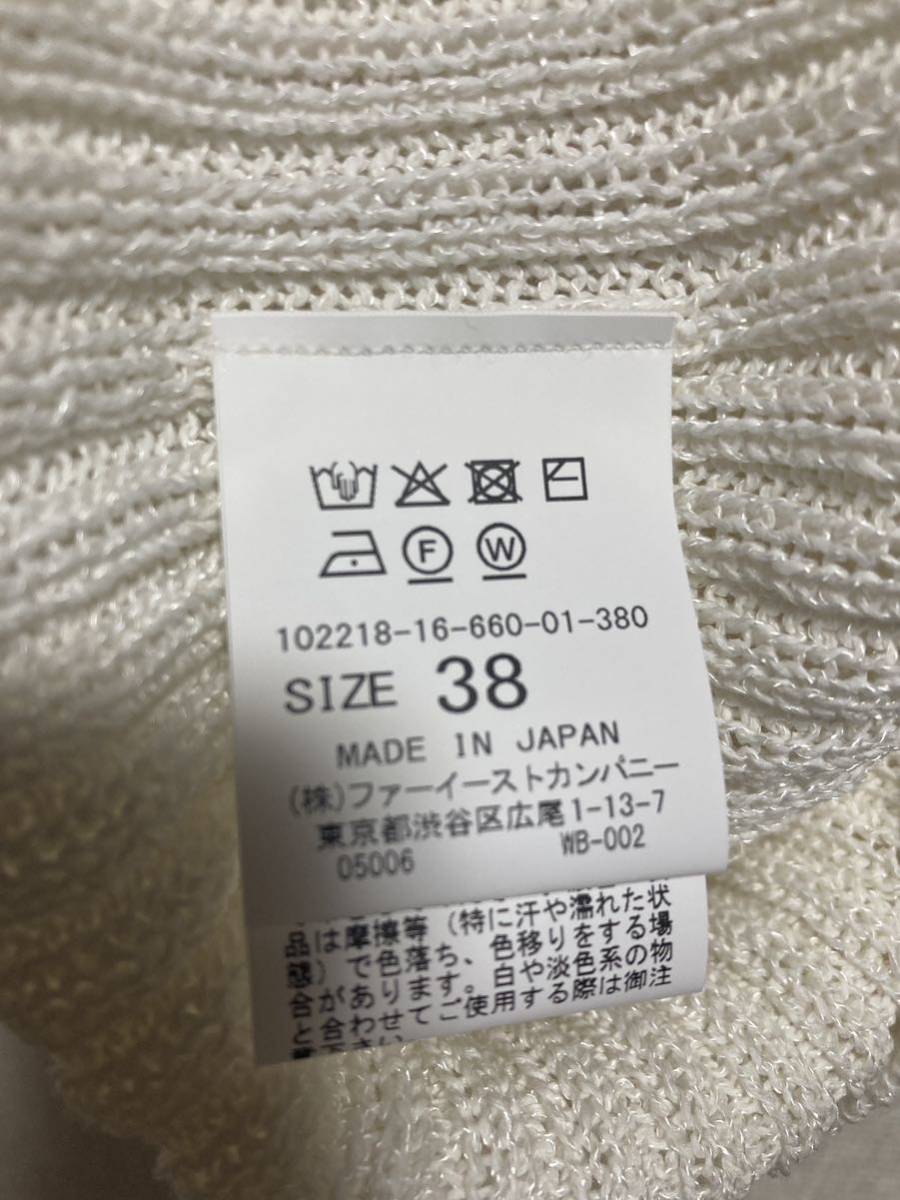 F W
102218-16-660-01-380
SIZE 38
MADE IN JAPAN
(株)ファーイーストカンパニー
東京都渋谷区広尾1-13-7
05006 WB-002
品は摩擦等（特に汗や濡れた状
態）で色落ち、色移りをする場
合があります。白や淡色系の物
と合わせてご使用する際は御注
意下さい。